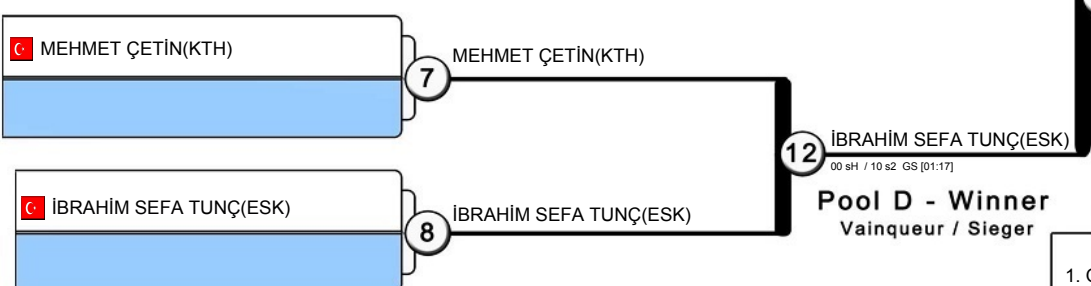 MEHMET ÇETİN(KTH)
7
MEHMET ÇETİN(KTH)
12
İBRAHİM SEFA TUNÇ(ESK)
00 sH / 10 s2 GS [01:17]
Pool D - Winner
Vainqueur / Sieger
İBRAHİM SEFA TUNÇ(ESK)
8
İBRAHİM SEFA TUNÇ(ESK)